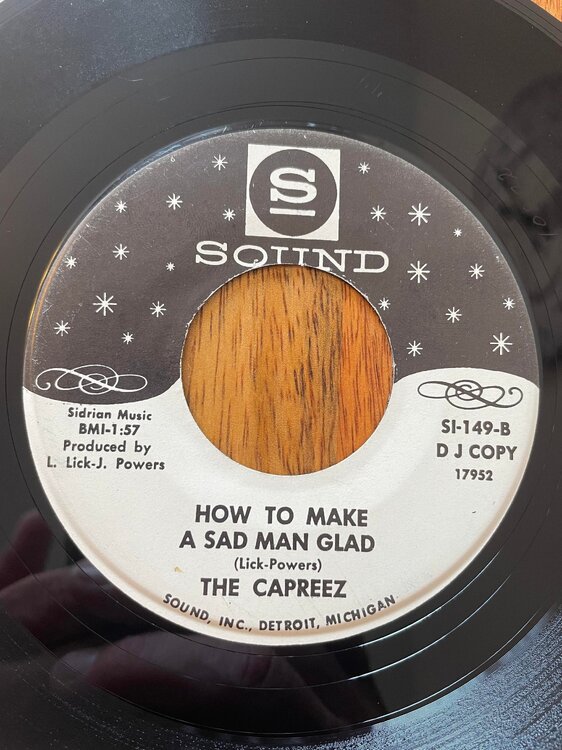 S
SOUND
Sidrian Music
BMI-1:57
Produced by
L. Lick-J. Powers
SI-149-B
D J COPY
17952
HOW TO MAKE
A SAD MAN GLAD
(Lick-Powers)
THE CAPREEZ
SOUND, INC., DETROIT, MICHIGAN